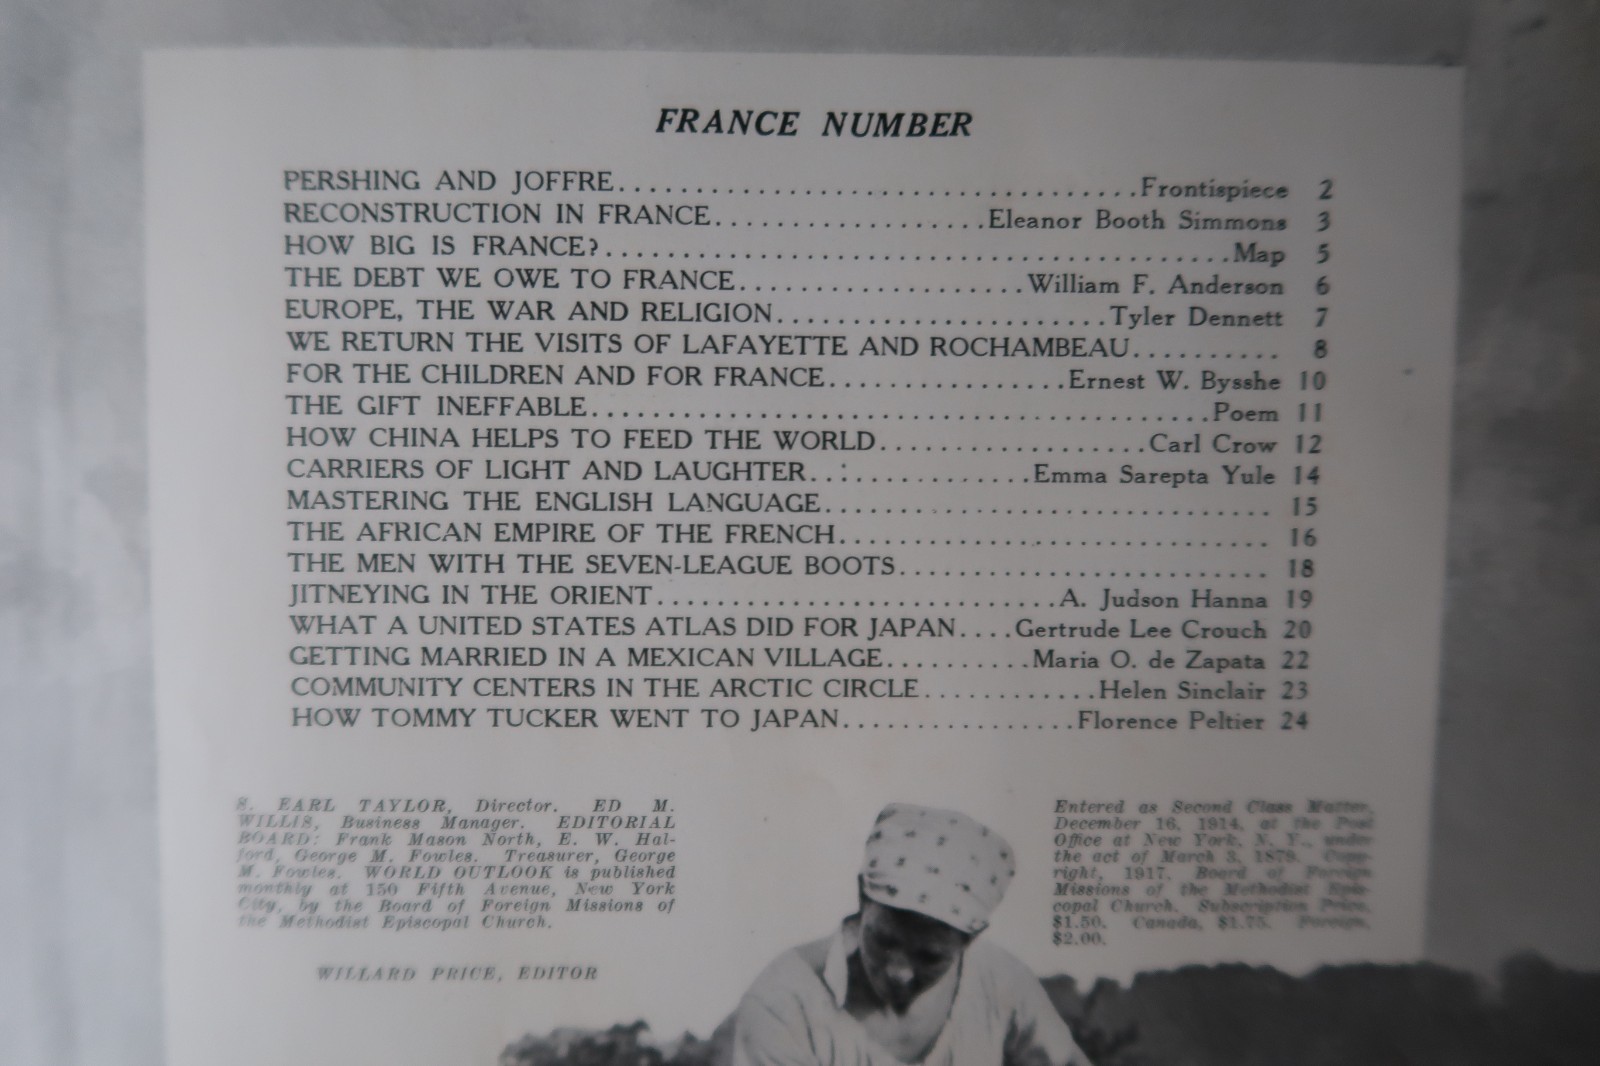 FRANCE NUMBER
PERSHING AND JOFFRE.................................Frontispiece 2
RECONSTRUCTION IN FRANCE..................Eleanor Booth Simmons 3
HOW BIG IS FRANCE?........................................Map 5
THE DEBT WE OWE TO FRANCE...................William F. Anderson 6
EUROPE, THE WAR AND RELIGION......................Tyler Dennett 7
WE RETURN THE VISITS OF LAFAYETTE AND ROCHAMBEAU.......... 8
FOR THE CHILDREN AND FOR FRANCE................Ernest W. Bysshe 10
THE GIFT INEFFABLE........................................Poem 11
HOW CHINA HELPS TO FEED THE WORLD..................Carl Crow 12
CARRIERS OF LIGHT AND LAUGHTER..:............Emma Sarepta Yule 14
MASTERING THE ENGLISH LANGUAGE.............................. 15
THE AFRICAN EMPIRE OF THE FRENCH............................. 16
THE MEN WITH THE SEVEN-LEAGUE BOOTS........................ 18
JITNEYING IN THE ORIENT..........................A. Judson Hanna 19
WHAT A UNITED STATES ATLAS DID FOR JAPAN....Gertrude Lee Crouch 20
GETTING MARRIED IN A MEXICAN VILLAGE..........Maria O. de Zapata 22
COMMUNITY CENTERS IN THE ARCTIC CIRCLE............Helen Sinclair 23
HOW TOMMY TUCKER WENT TO JAPAN................Florence Peltier 24
S. EARL TAYLOR, Director. ED M.
WILLIS, Business Manager. EDITORIAL
BOARD: Frank Mason North, E. W. Hal-
ford, George M. Fowles. Treasurer, George
M. Fowles. WORLD OUTLOOK is published
monthly at 150 Fifth Avenue, New York
City, by the Board of Foreign Missions of
the Methodist Episcopal Church.
WILLARD PRICE, EDITOR
Entered as Second Class Matter,
December 16, 1914, at the Post
Office at New York, N. Y., under
the act of March 3, 1879. Copy-
right, 1917. Board of Foreign
Missions of the Methodist Epis-
copal Church. Subscription Price,
$1.50. Canada, $1.75. Foreign,
$2.00.